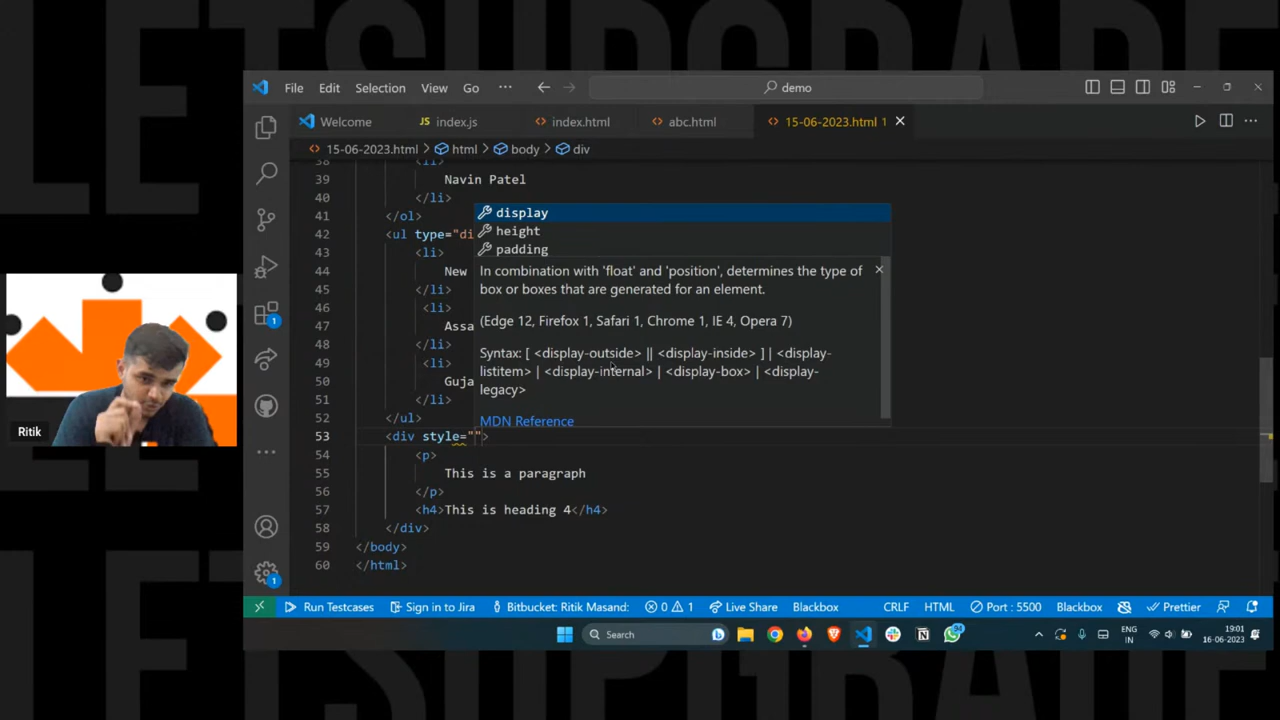 LETSUPGRADE
File Edit Selection View Go ··· demo
Welcome JS index.js <> index.html <> abc.html <> 15-06-2023.html 1
<> 15-06-2023.html > html > body > div
38 <li>
39 Navin Patel
40 </li>
41 </ol>
42 <ul type="di
43 <li>
44 New
45 </li>
46 <li>
47 Assa
48 </li>
49 <li>
50 Guja
51 </li>
52 </ul>
53 <div style="">
54 <p>
55 This is a paragraph
56 </p>
57 <h4>This is heading 4</h4>
58 </div>
59 </body>
60 </html>
display
height
padding
In combination with 'float' and 'position', determines the type of
box or boxes that are generated for an element.
(Edge 12, Firefox 1, Safari 1, Chrome 1, IE 4, Opera 7)
Syntax: [ <display-outside> || <display-inside> ] | <display-
listitem> | <display-internal> | <display-box> | <display-
legacy>
MDN Reference
1
1
Ritik
Run Testcases Sign in to Jira Bitbucket: Ritik Masand: 0 1 Live Share Blackbox CRLF HTML Port : 5500 Blackbox Prettier
Search 94 ENG IN 19:01
16-06-2023
LETSUPGRADE